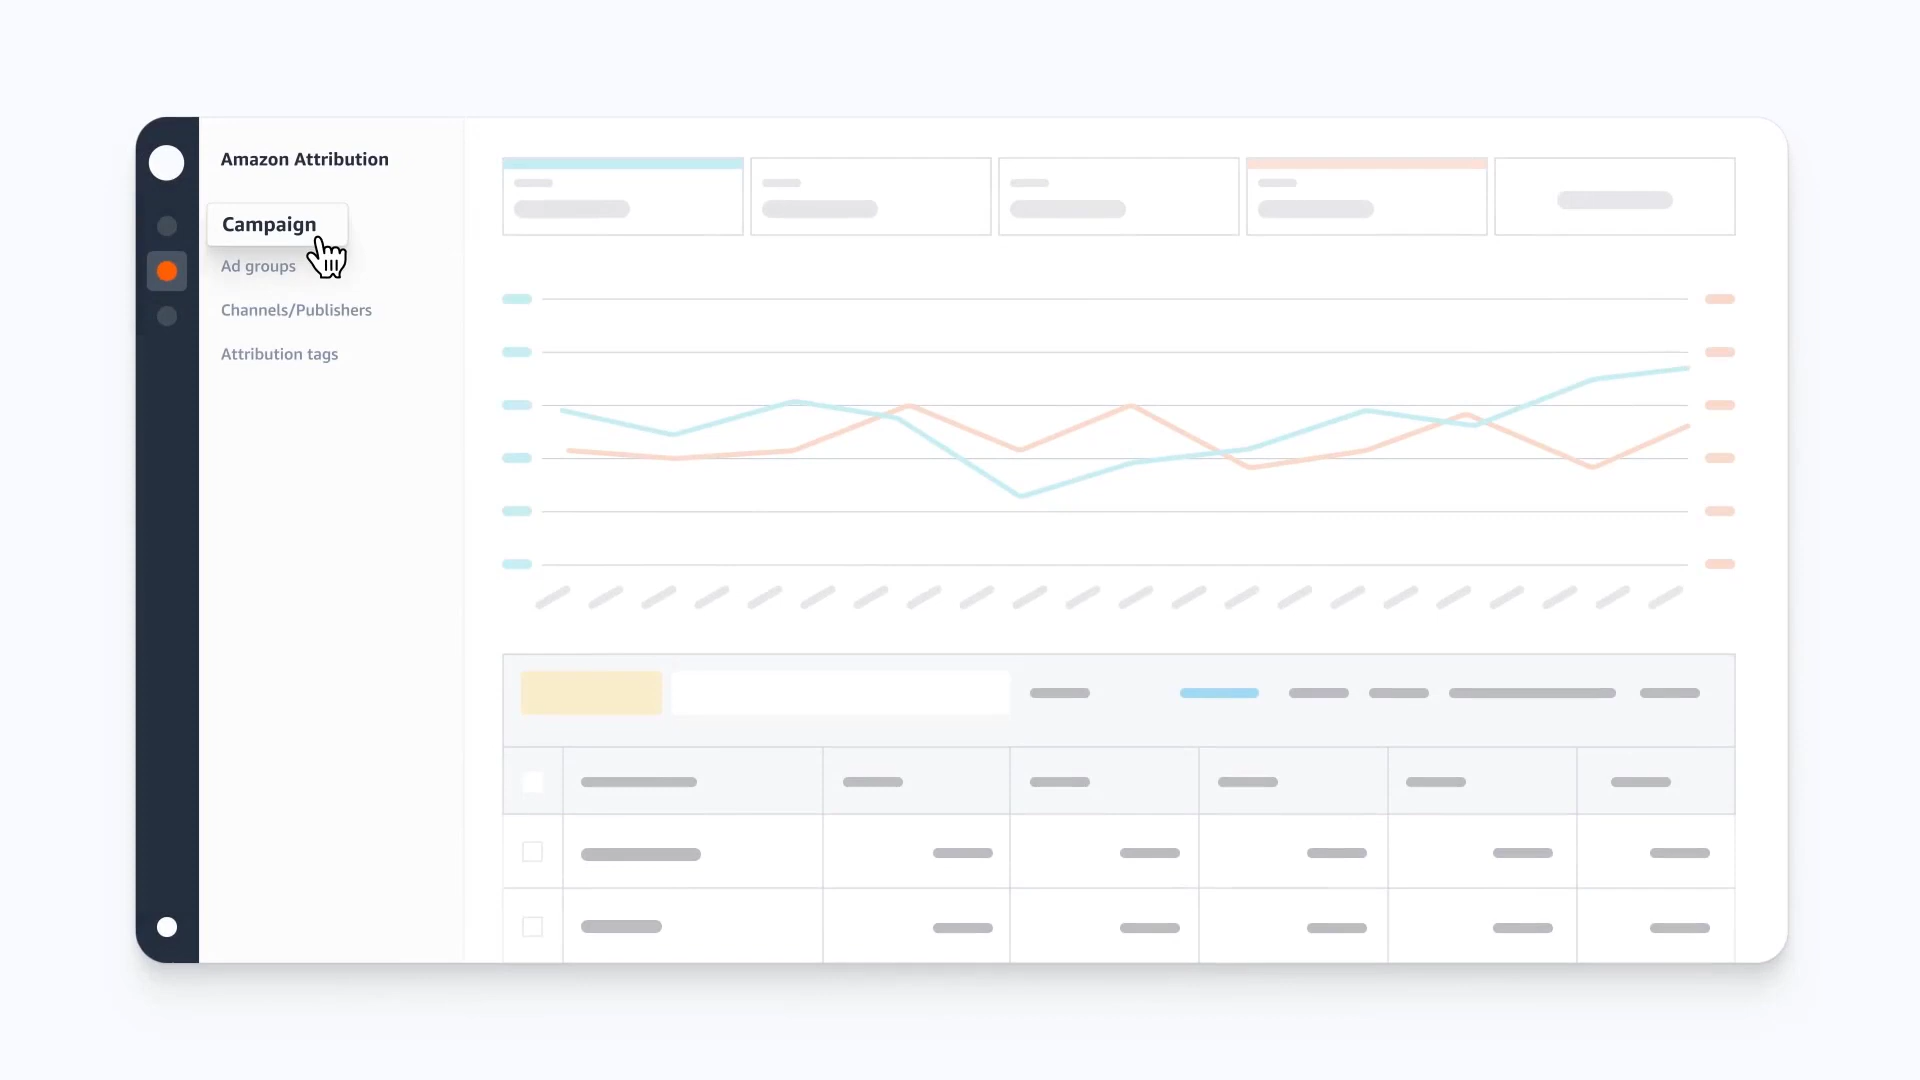 Amazon Attribution
Campaign
Ad groups
Channels/Publishers
Attribution tags